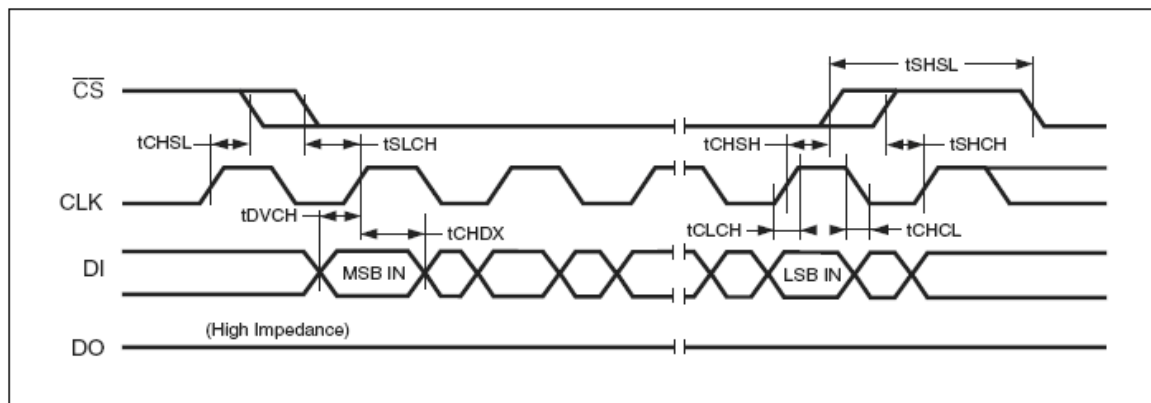 tSHSL
CS
tCHSL
tSLCH
tCHSH
tSHCH
CLK
tDVCH
tCHDX
tCLCH
tCHCL
DI
MSB IN
LSB IN
(High Impedance)
DO